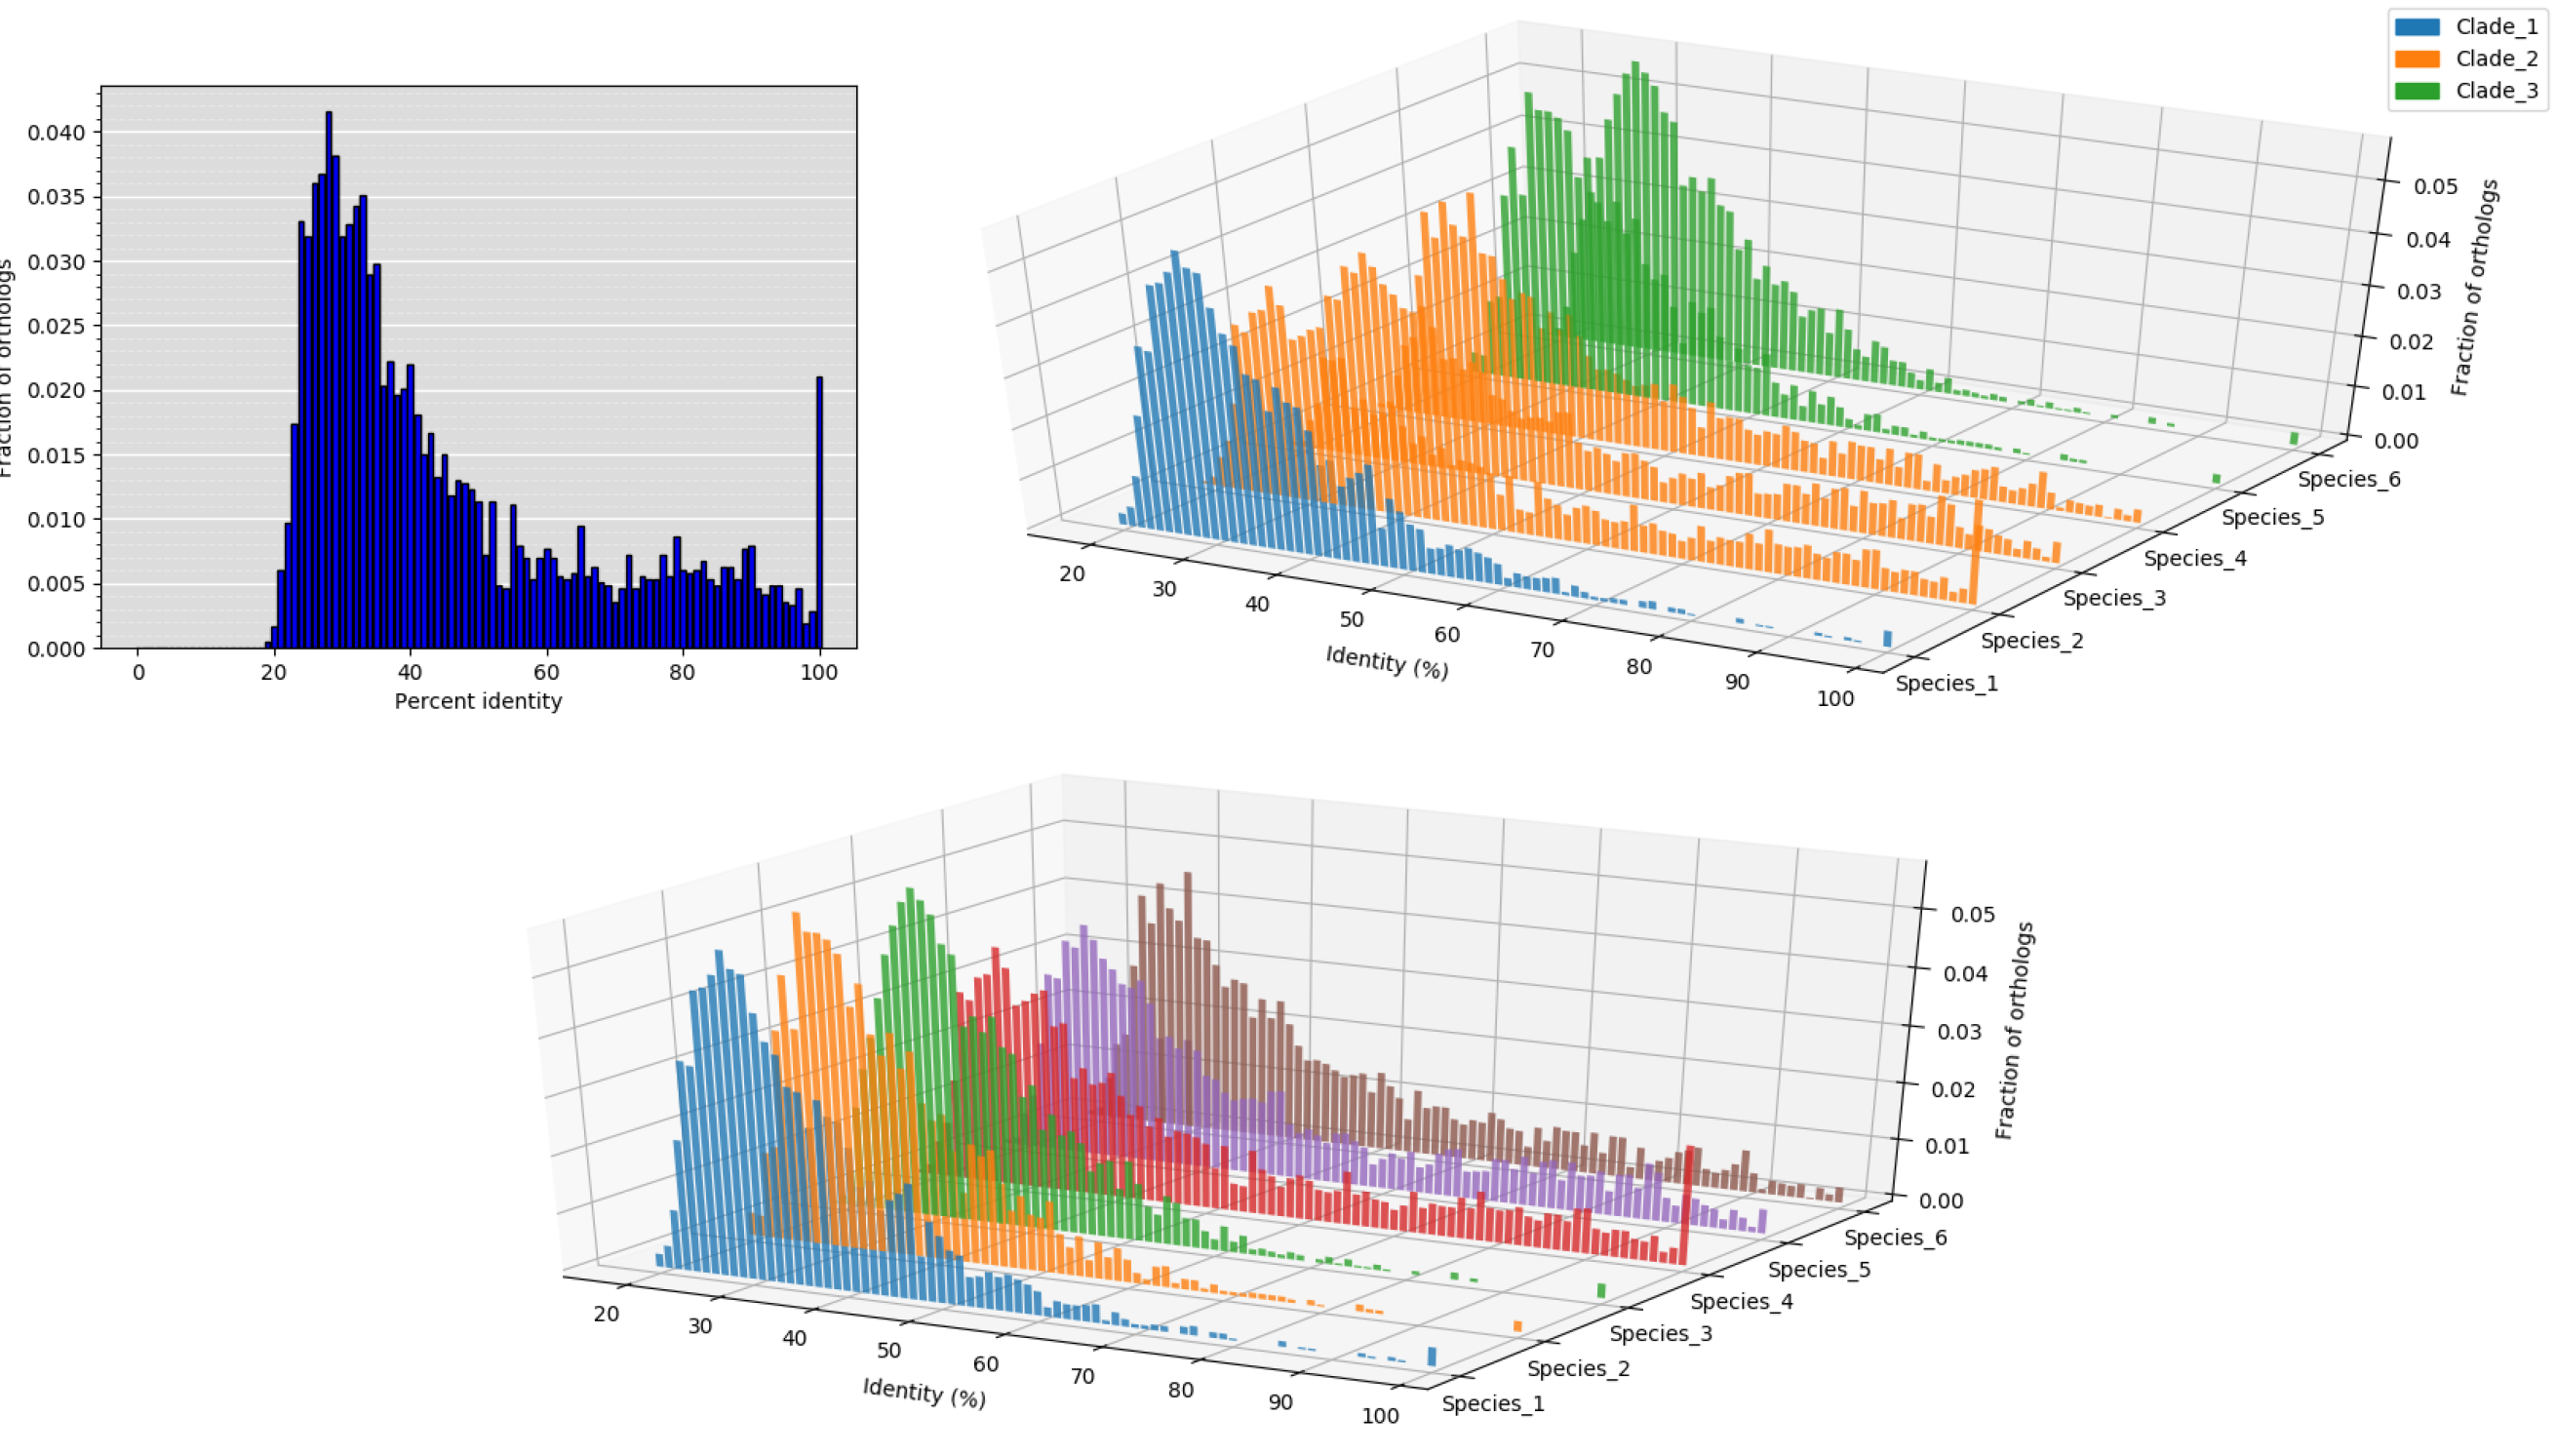 0.040
0.035
0.030
0.025
0.020
0.015
0.010
0.005
0.000
0 20 40 60 80 100
Percent identity
Fraction of orthologs
Clade_1
Clade_2
Clade_3
0.05
0.04
0.03
0.02
0.01
0.00
Fraction of orthologs
Species_6
Species_5
Species_4
Species_3
Species_2
Species_1
20 30 40 50 60 70 80 90 100
Identity (%)
0.05
0.04
0.03
0.02
0.01
0.00
Fraction of orthologs
Species_6
Species_5
Species_4
Species_3
Species_2
Species_1
20 30 40 50 60 70 80 90 100
Identity (%)